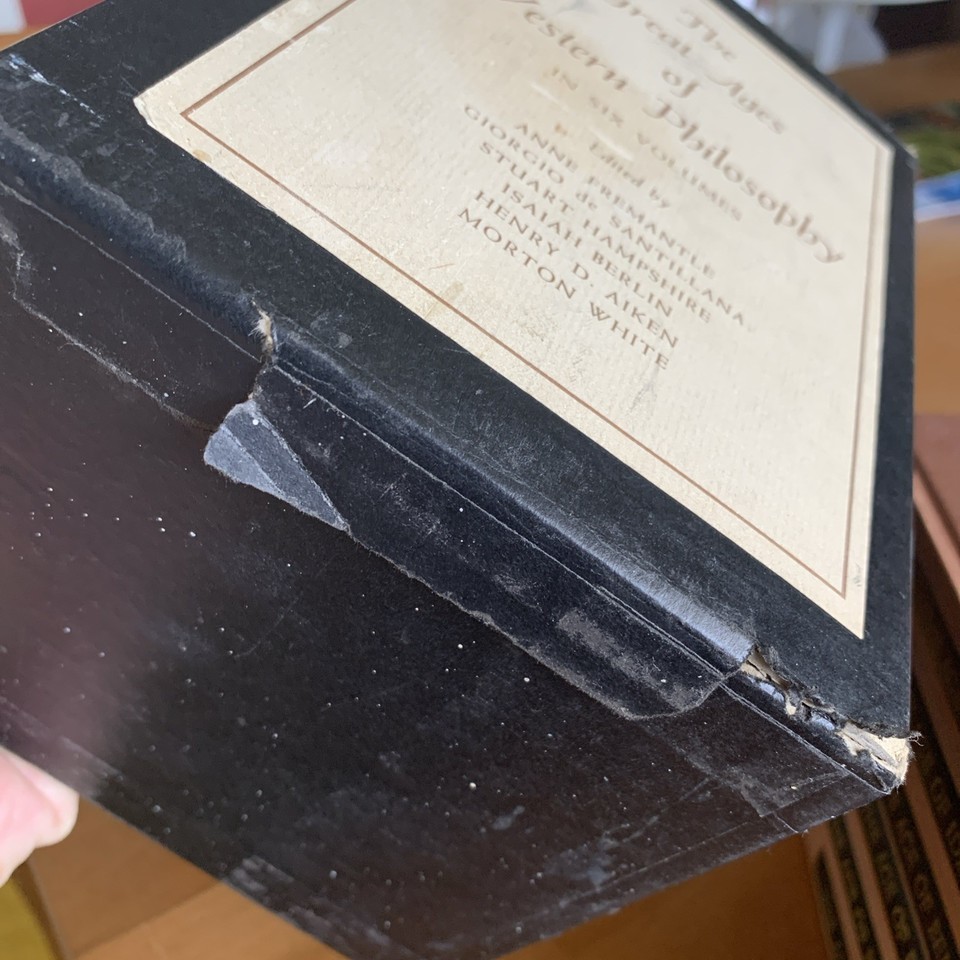 The
Great Ages
of
Western Philosophy
IN SIX VOLUMES
Edited by
ANNE FREMANTLE
GIORGIO de SANTILLANA
STUART HAMPSHIRE
ISAIAH BERLIN
HENRY D. AIKEN
MORTON WHITE